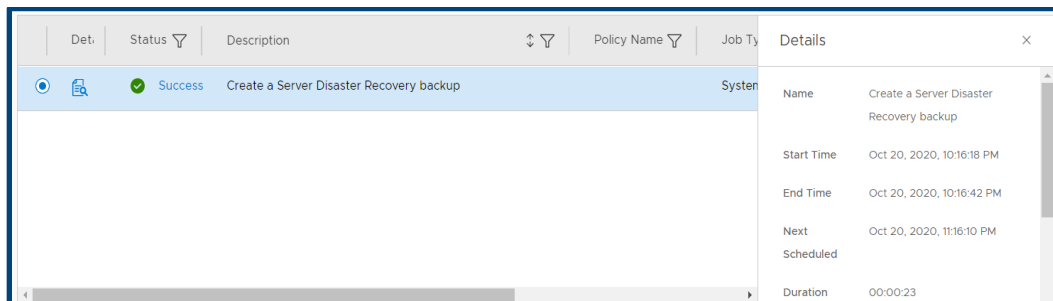 Deta Status Description Policy Name Job Ty
Success Create a Server Disaster Recovery backup System
Details
Name Create a Server Disaster
Recovery backup
Start Time Oct 20, 2020, 10:16:18 PM
End Time Oct 20, 2020, 10:16:42 PM
Next Oct 20, 2020, 11:16:10 PM
Scheduled
Duration 00:00:23